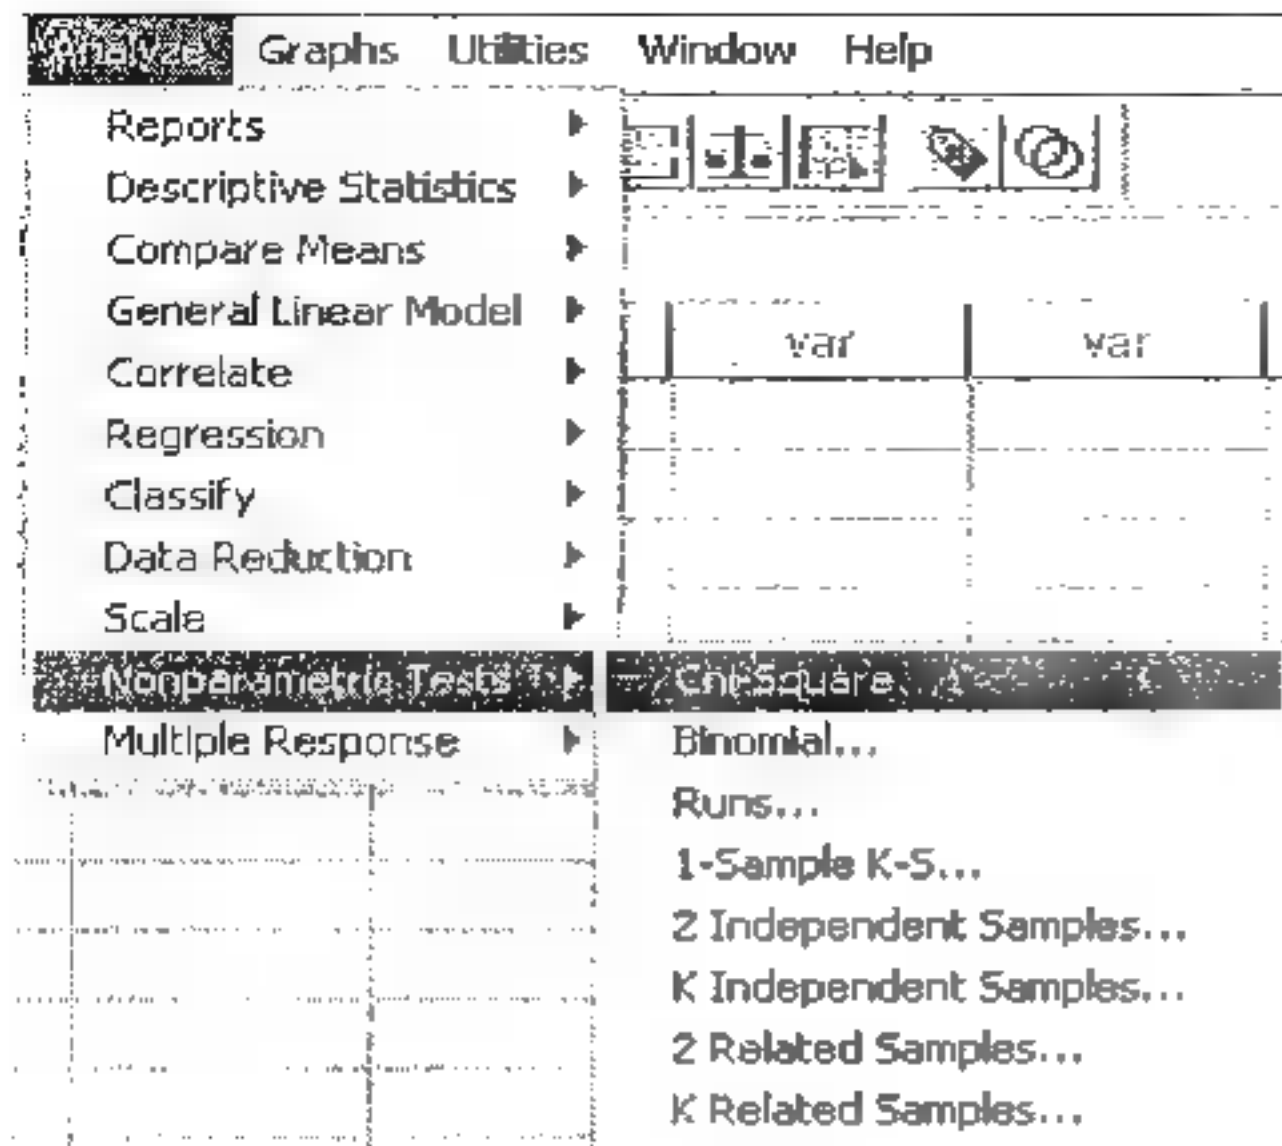 Analyze Graphs Utilities Window Help
Reports
Descriptive Statistics
Compare Means
General Linear Model
var var
Correlate
Regression
Classify
Data Reduction
Scale
Nonparametric Tests
Chi-Square
Multiple Response
Binomial...
Runs...
1-Sample K-S...
2 Independent Samples...
K Independent Samples...
2 Related Samples...
K Related Samples...